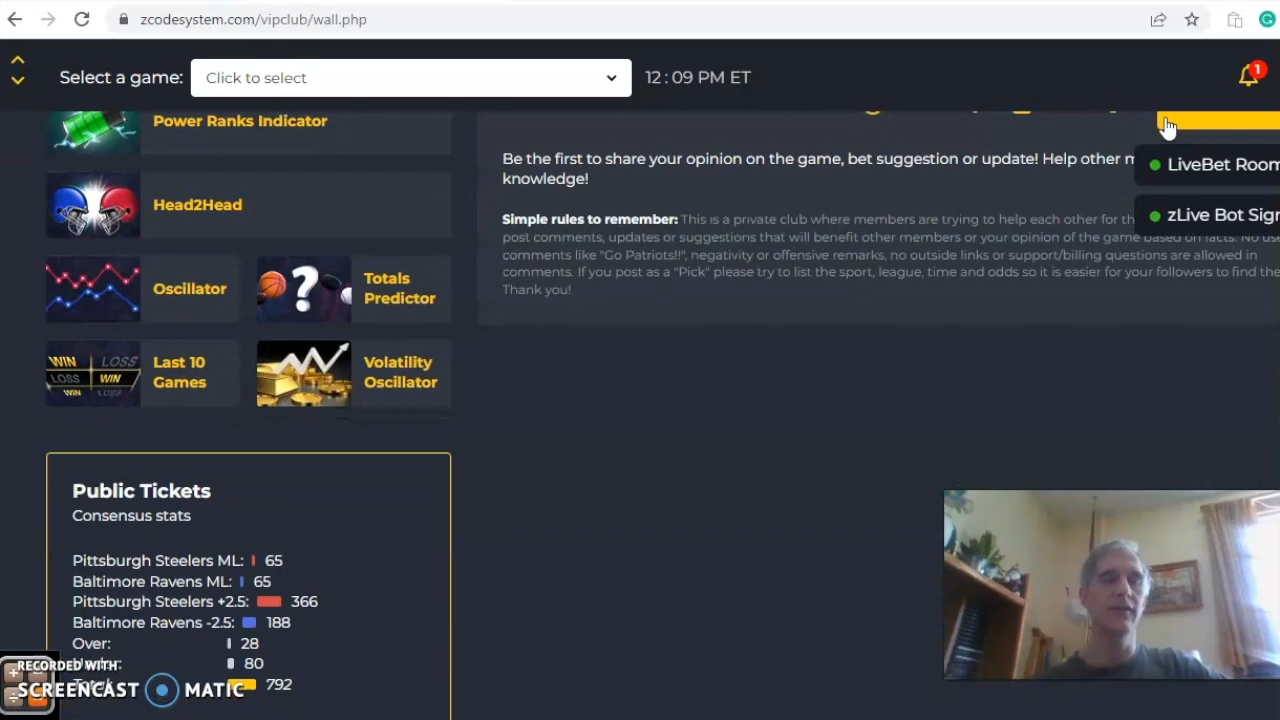 zcodesystem.com/vipclub/wall.php
Select a game: Click to select 12:09 PM ET
1
Power Ranks Indicator
Head2Head
Oscillator
Totals
Predictor
WIN LOSS
LOSS WIN
WIN LOSS
Last 10
Games
Volatility
Oscillator
Be the first to share your opinion on the game, bet suggestion or update! Help other m
knowledge!
Simple rules to remember: This is a private club where members are trying to help each other for th
post comments, updates or suggestions that will benefit other members or your opinion of the game based on facts. No use
comments like "Go Patriots!!", negativity or offensive remarks, no outside links or support/billing questions are allowed in
comments. If you post as a "Pick" please try to list the sport, league, time and odds so it is easier for your followers to find the
Thank you!
LiveBet Room
zLive Bot Sign
Public Tickets
Consensus stats
Pittsburgh Steelers ML: 65
Baltimore Ravens ML: 65
Pittsburgh Steelers +2.5: 366
Baltimore Ravens -2.5: 188
Over: 28
80
792
RECORDED WITH
SCREENCAST MATIC